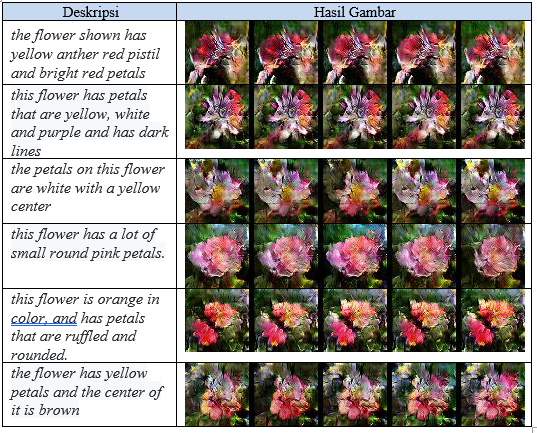 Deskripsi
Hasil Gambar
the flower shown has
yellow anther red pistil
and bright red petals
this flower has petals
that are yellow, white
and purple and has dark
lines
the petals on this flower
are white with a yellow
center
this flower has a lot of
small round pink petals.
this flower is orange in
color, and has petals
that are ruffled and
rounded.
the flower has yellow
petals and the center of
it is brown